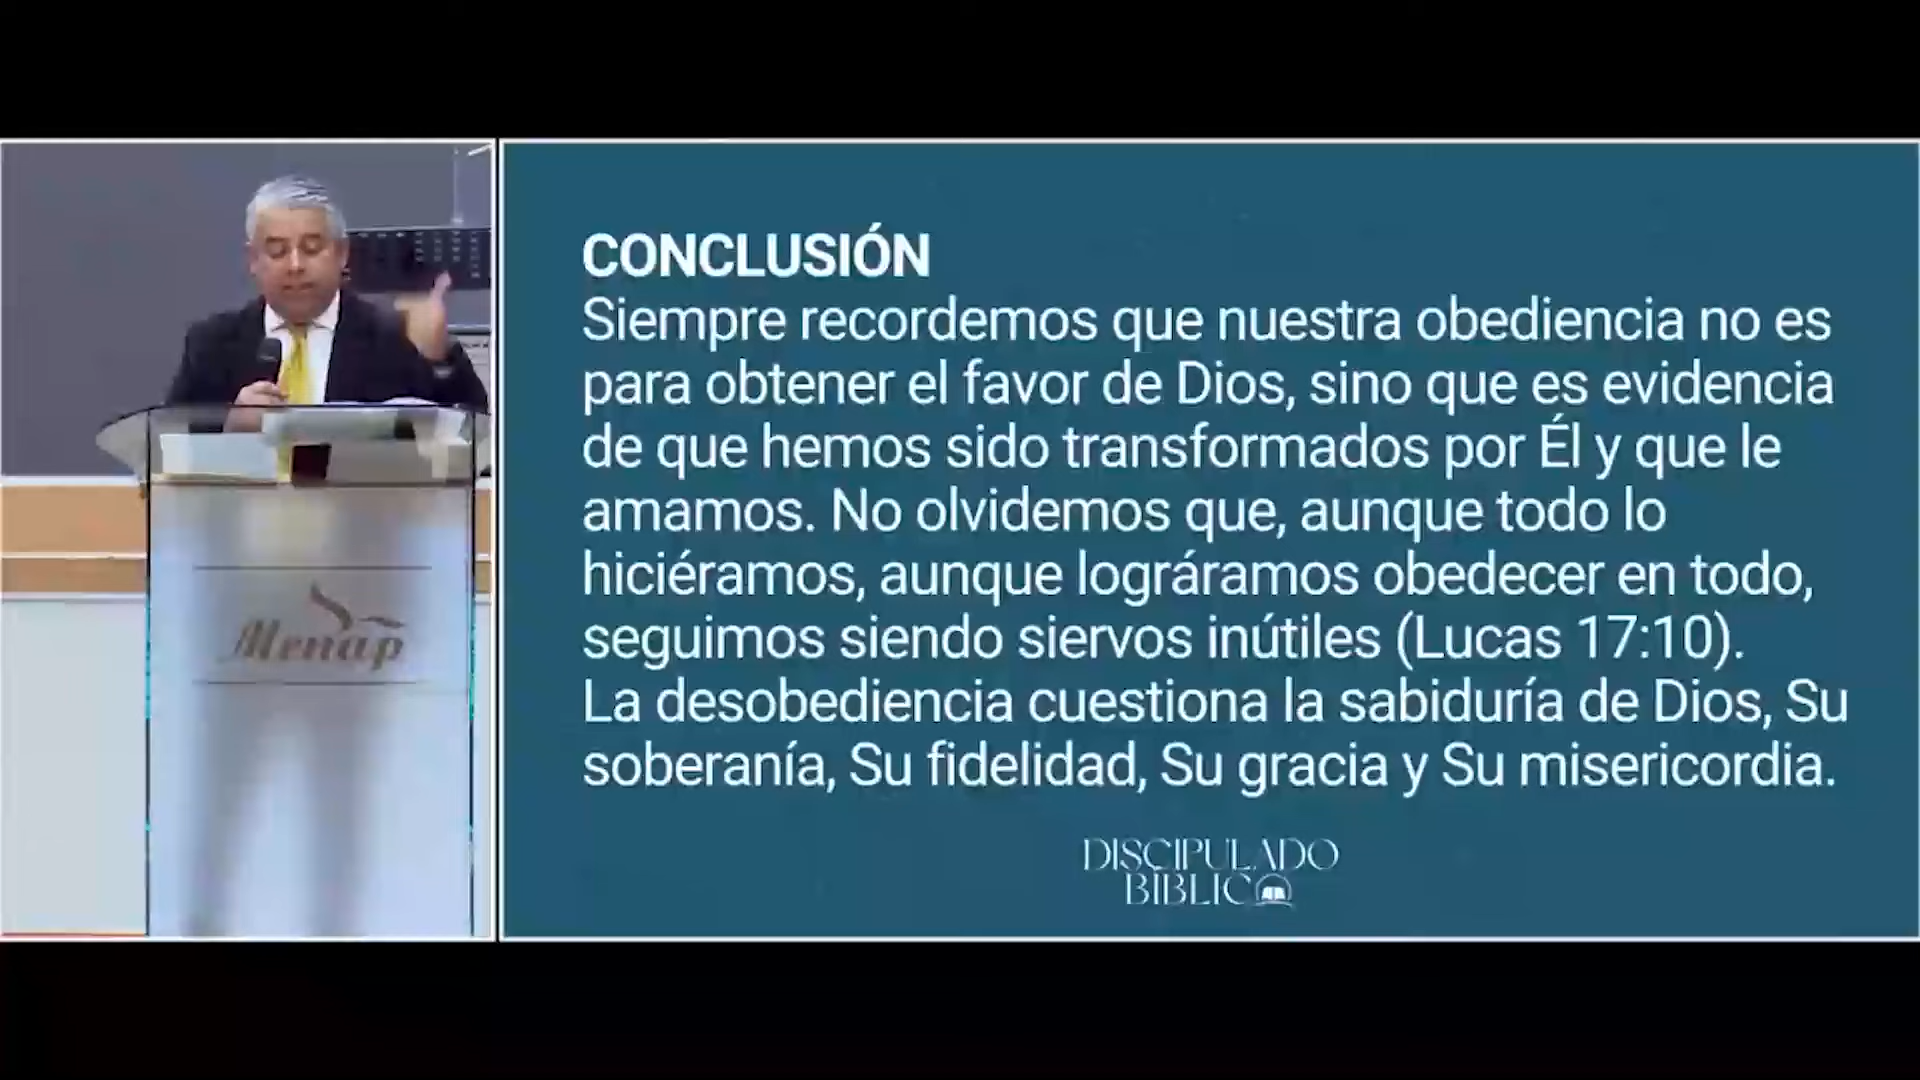 CONCLUSIÓN
Siempre recordemos que nuestra obediencia no es
para obtener el favor de Dios, sino que es evidencia
de que hemos sido transformados por Él y que le
amamos. No olvidemos que, aunque todo lo
hiciéramos, aunque lográramos obedecer en todo,
seguimos siendo siervos inútiles (Lucas 17:10).
La desobediencia cuestiona la sabiduría de Dios, Su
soberanía, Su fidelidad, Su gracia y Su misericordia.
DISCIPULADO
BÍBLICO
Menap